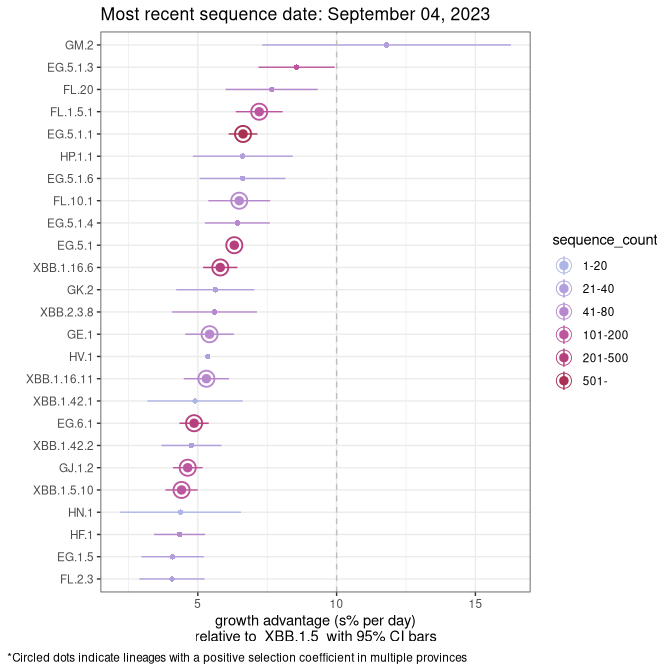 Most recent sequence date: September 04, 2023
GM.2
EG.5.1.3
FL.20
FL.1.5.1
EG.5.1.1
HP.1.1
EG.5.1.6
FL.10.1
EG.5.1.4
EG.5.1
XBB.1.16.6
GK.2
XBB.2.3.8
GE.1
HV.1
XBB.1.16.11
XBB.1.42.1
EG.6.1
XBB.1.42.2
GJ.1.2
XBB.1.5.10
HN.1
HF.1
EG.1.5
FL.2.3
5 10 15
growth advantage (s% per day)
relative to XBB.1.5 with 95% CI bars
sequence_count
1-20
21-40
41-80
101-200
201-500
501-
*Circled dots indicate lineages with a positive selection coefficient in multiple provinces